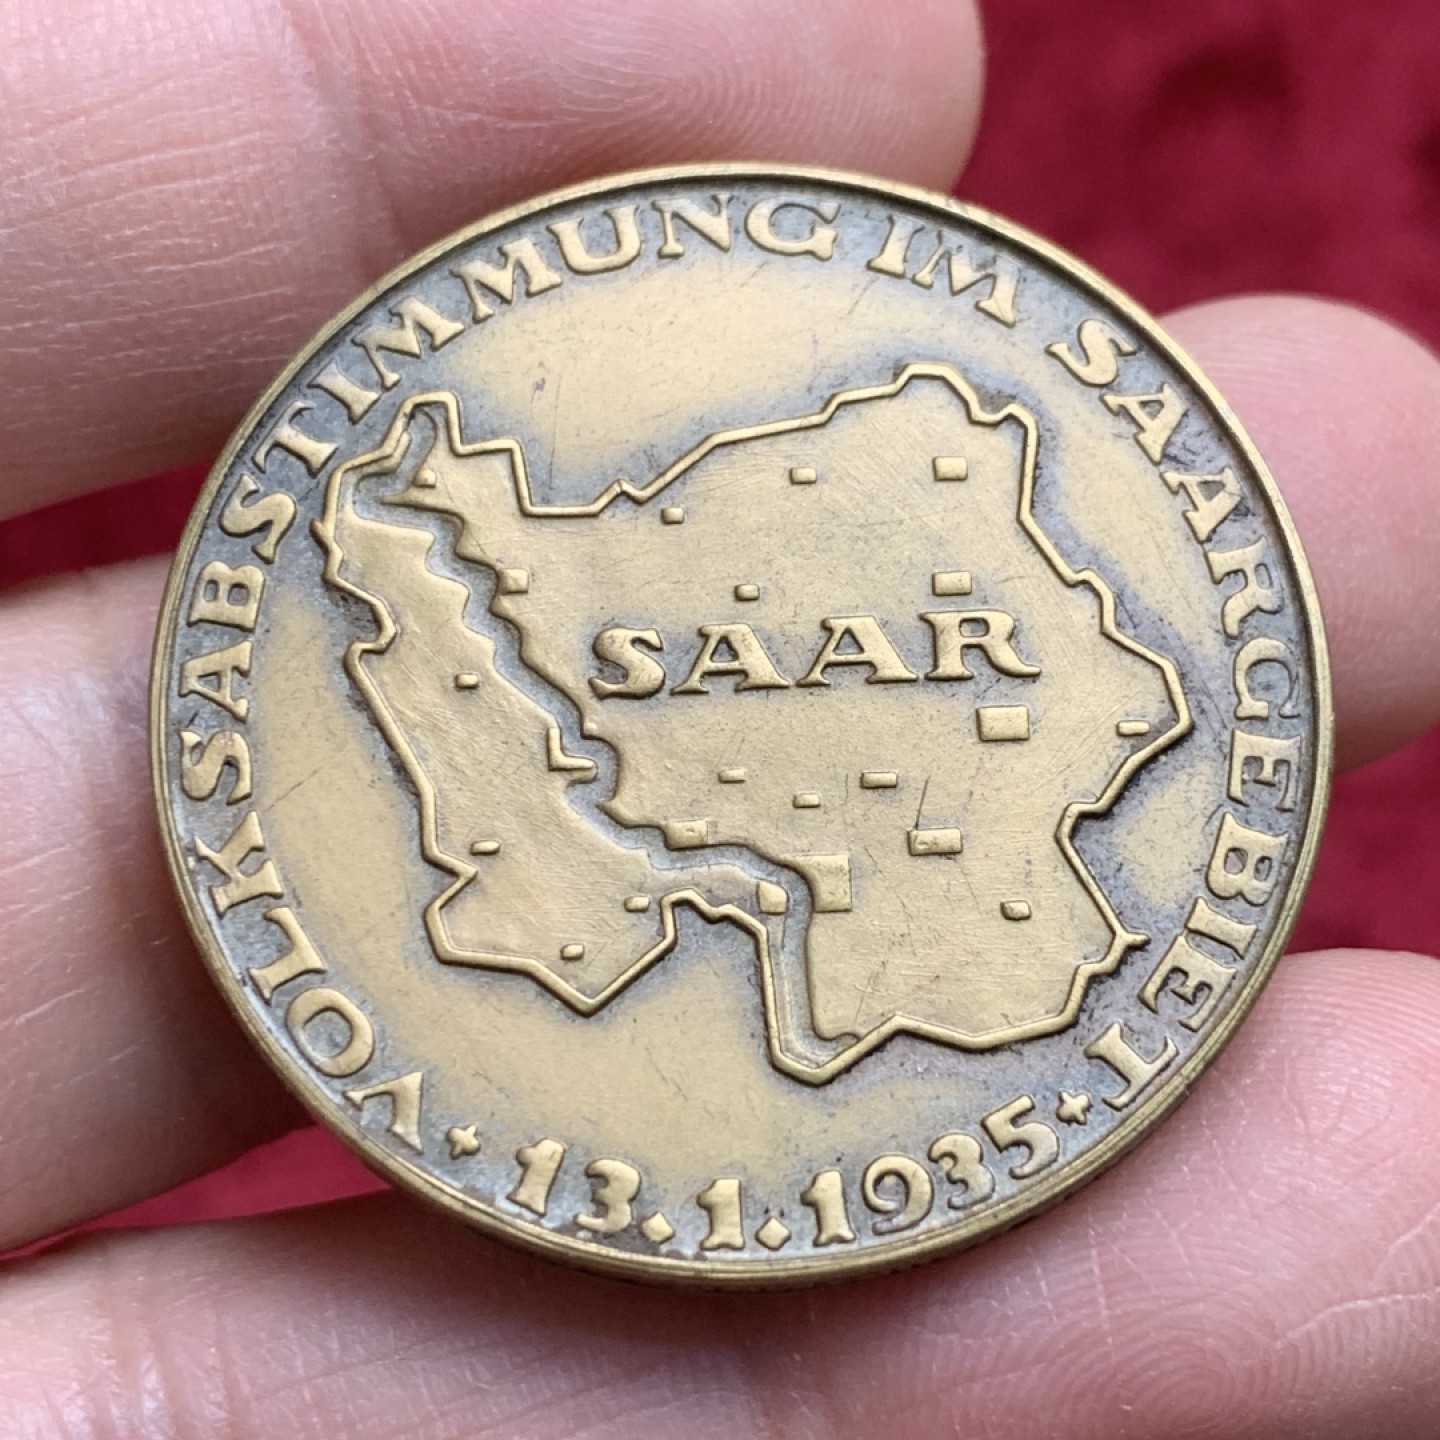 VOLKSABSTIMMUNG IM SAARGEBIET
SAAR
13.1.1935